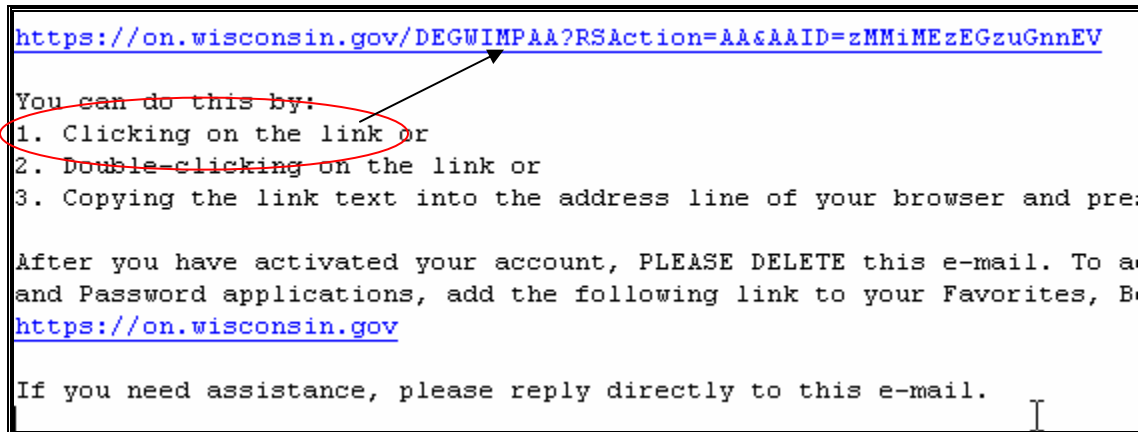 https://on.wisconsin.gov/DEGWIMPAA?RSAction=AA&AAID=zMMiMEzEGzuGnnEV
You can do this by:
1. Clicking on the link or
2. Double-clicking on the link or
3. Copying the link text into the address line of your browser and
After you have activated your account, PLEASE DELETE this e-mail. To
and Password applications, add the following link to your Favorites,
https://on.wisconsin.gov
If you need assistance, please reply directly to this e-mail.